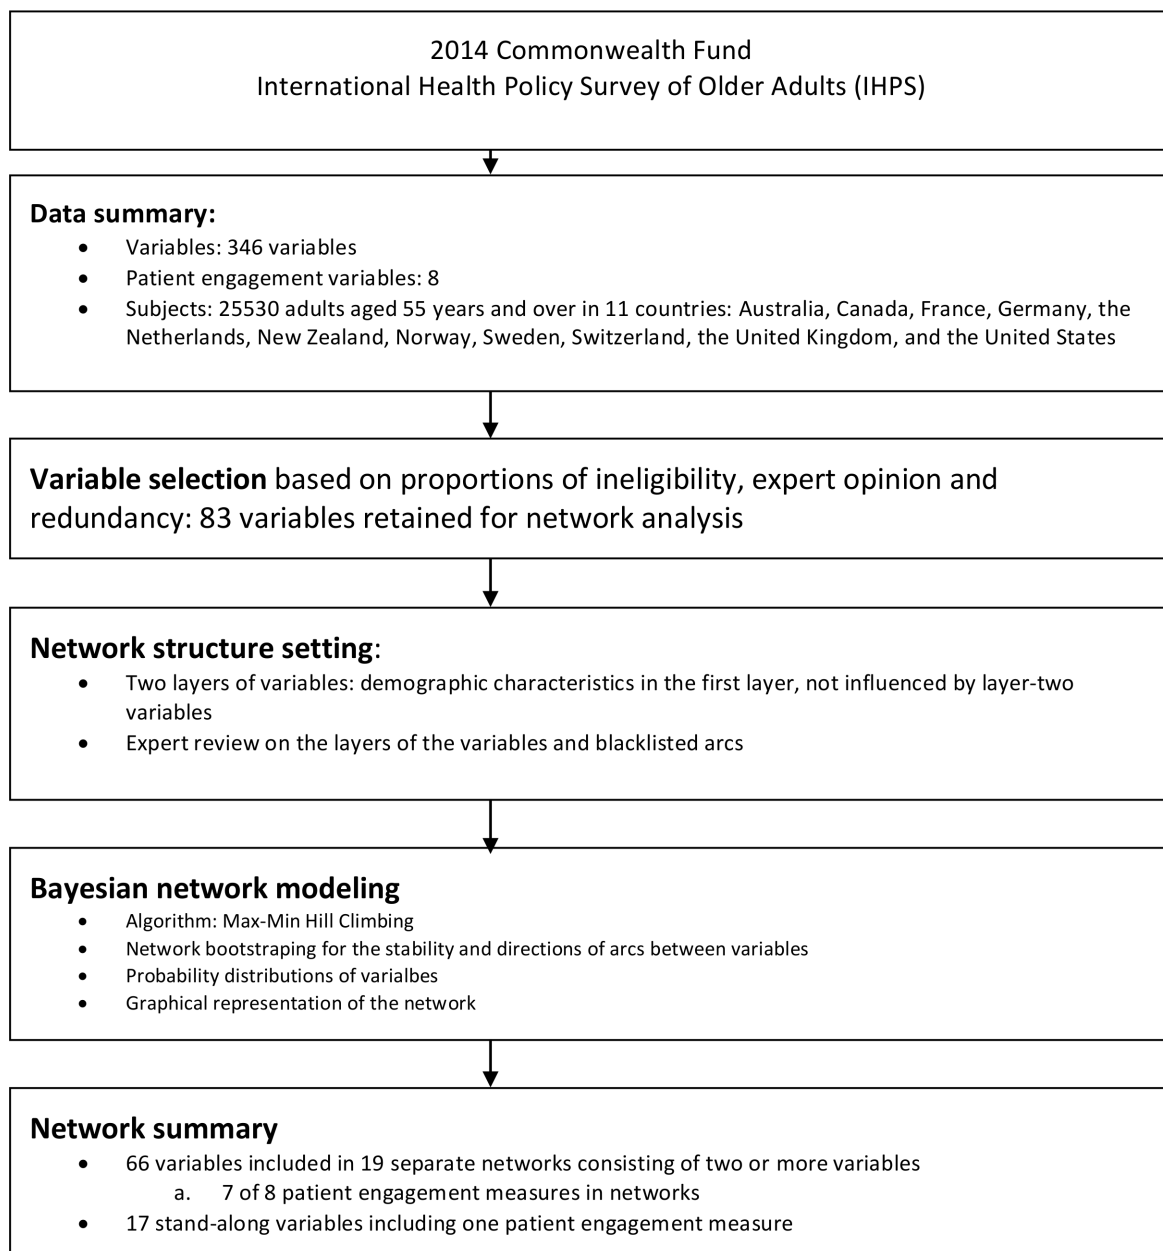 2014 Commonwealth Fund
International Health Policy Survey of Older Adults (IHPS)
Data summary:
• Variables: 346 variables
• Patient engagement variables: 8
• Subjects: 25530 adults aged 55 years and over in 11 countries: Australia, Canada, France, Germany, the
Netherlands, New Zealand, Norway, Sweden, Switzerland, the United Kingdom, and the United States
Variable selection based on proportions of ineligibility, expert opinion and
redundancy: 83 variables retained for network analysis
Network structure setting:
• Two layers of variables: demographic characteristics in the first layer, not influenced by layer-two
variables
• Expert review on the layers of the variables and blacklisted arcs
Bayesian network modeling
• Algorithm: Max-Min Hill Climbing
• Network bootstraping for the stability and directions of arcs between variables
• Probability distributions of varialbes
• Graphical representation of the network
Network summary
• 66 variables included in 19 separate networks consisting of two or more variables
a. 7 of 8 patient engagement measures in networks
• 17 stand-along variables including one patient engagement measure